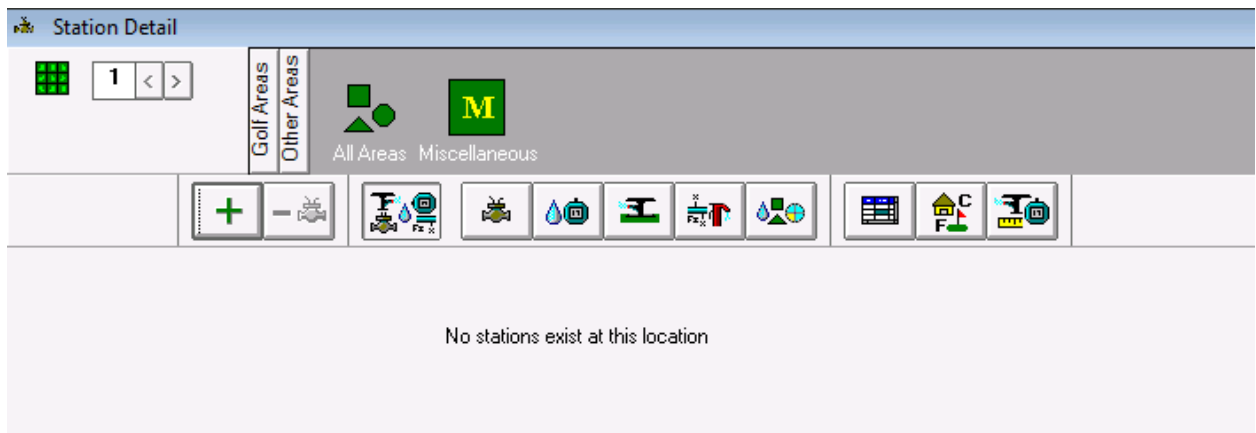 Station Detail
1 < >
Golf Areas
Other Areas
M
All Areas Miscellaneous
+ -
C
F
No stations exist at this location